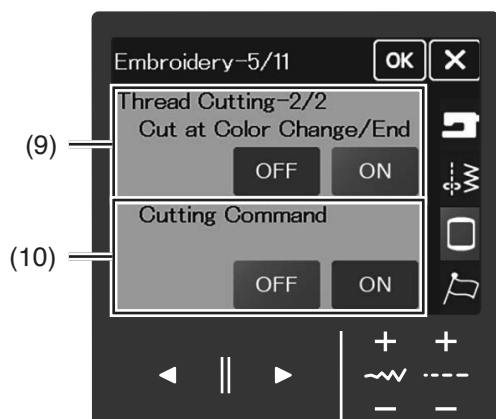 Embroidery-5/11 OK
Thread Cutting-2/2
(9) Cut at Color Change/End
OFF ON
Cutting Command
(10)
OFF ON